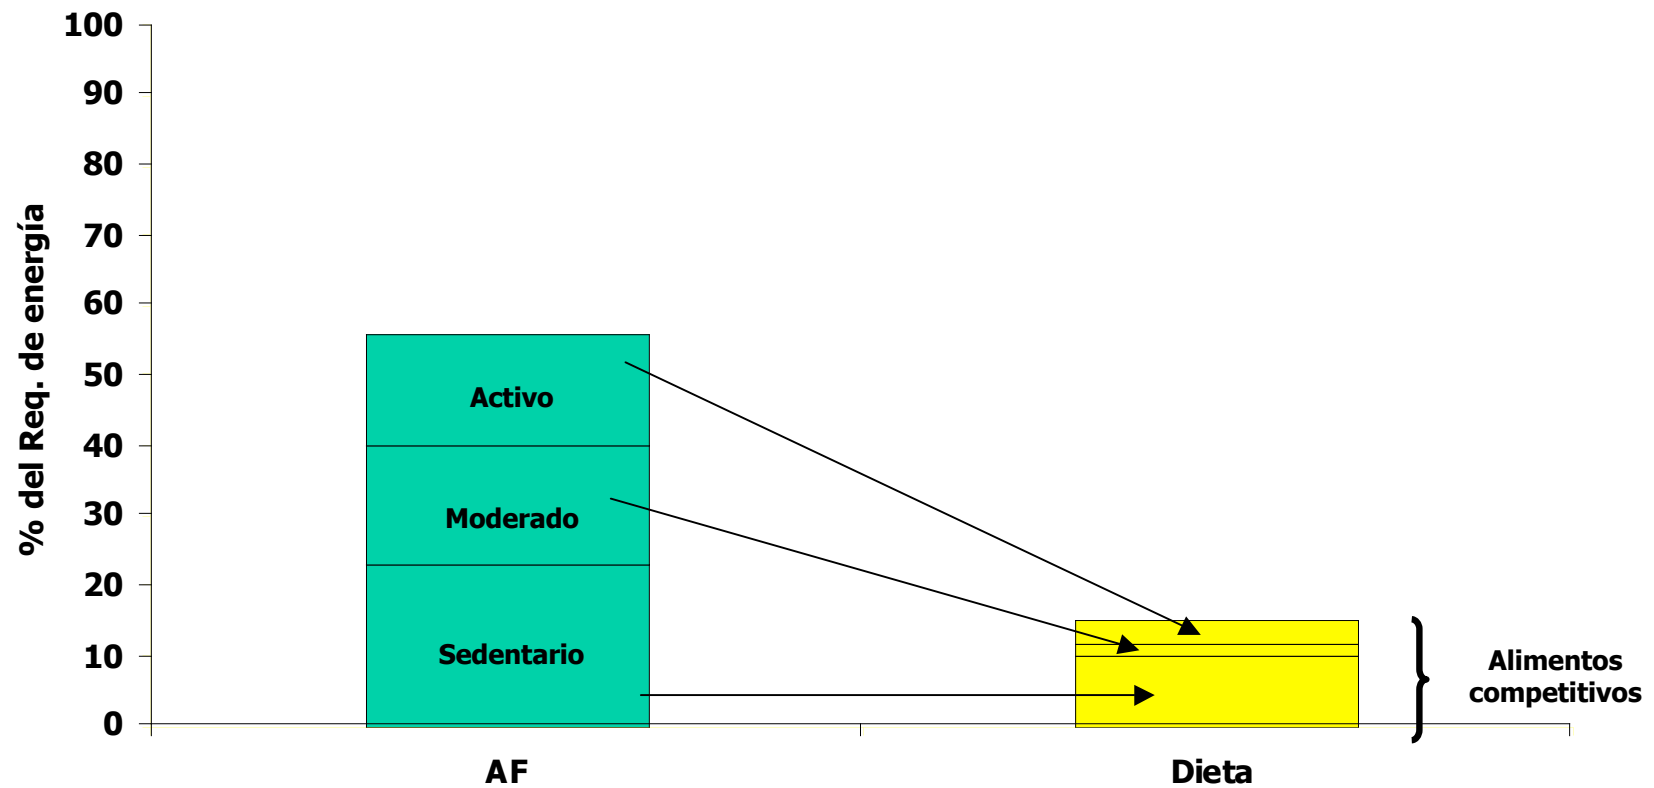 100
90
80
70
60
50
40
30
20
10
0
% del Req. de energía
Activo
Moderado
Sedentario
Alimentos
competitivos
AF
Dieta